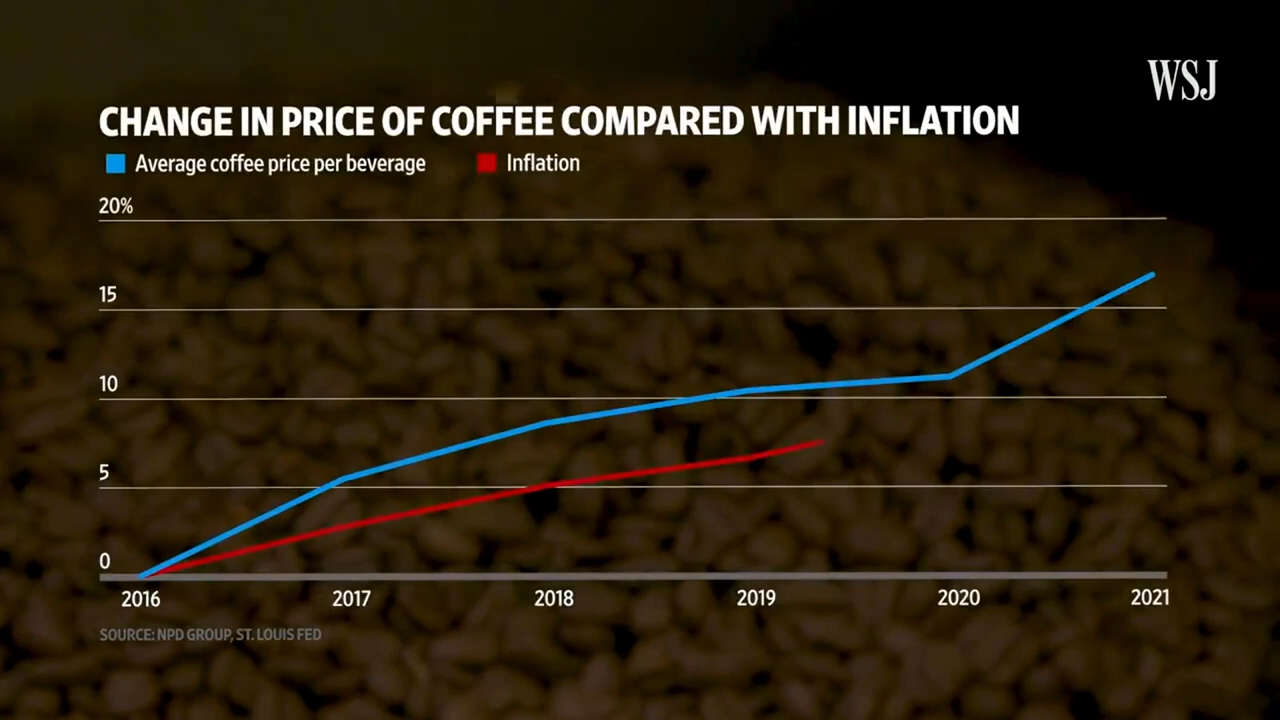 WSJ
CHANGE IN PRICE OF COFFEE COMPARED WITH INFLATION
Average coffee price per beverage Inflation
20%
15
10
5
0
2016 2017 2018 2019 2020 2021
SOURCE: NPD GROUP, ST. LOUIS FED